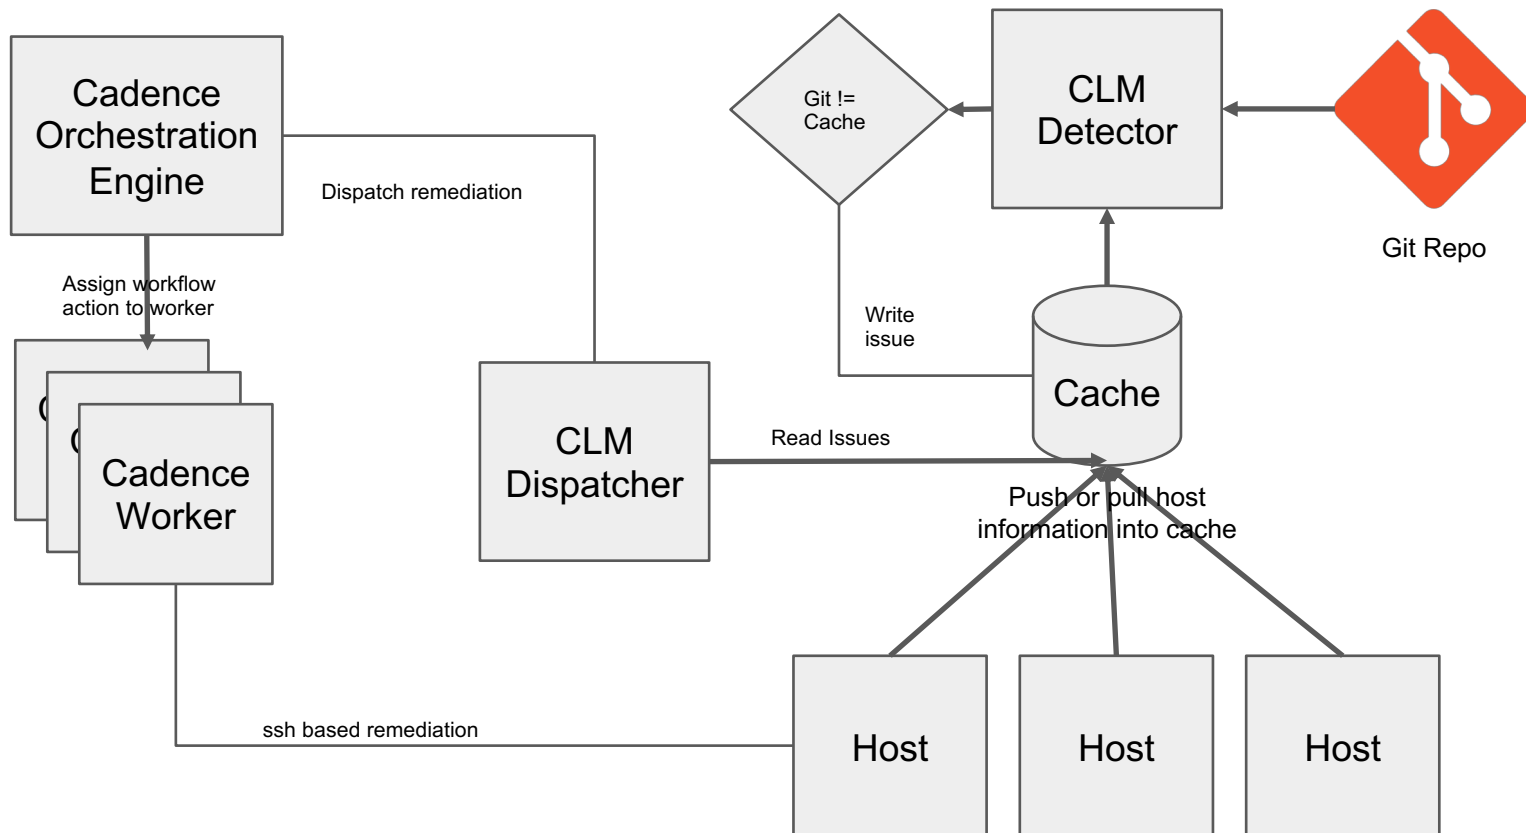 Cadence
Orchestration
Engine
Dispatch remediation
Assign workflow
action to worker
C
C
Cadence
Worker
CLM
Dispatcher
Git !=
Cache
CLM
Detector
Git Repo
Write
issue
Cache
Read Issues
Push or pull host
information into cache
ssh based remediation
Host
Host
Host